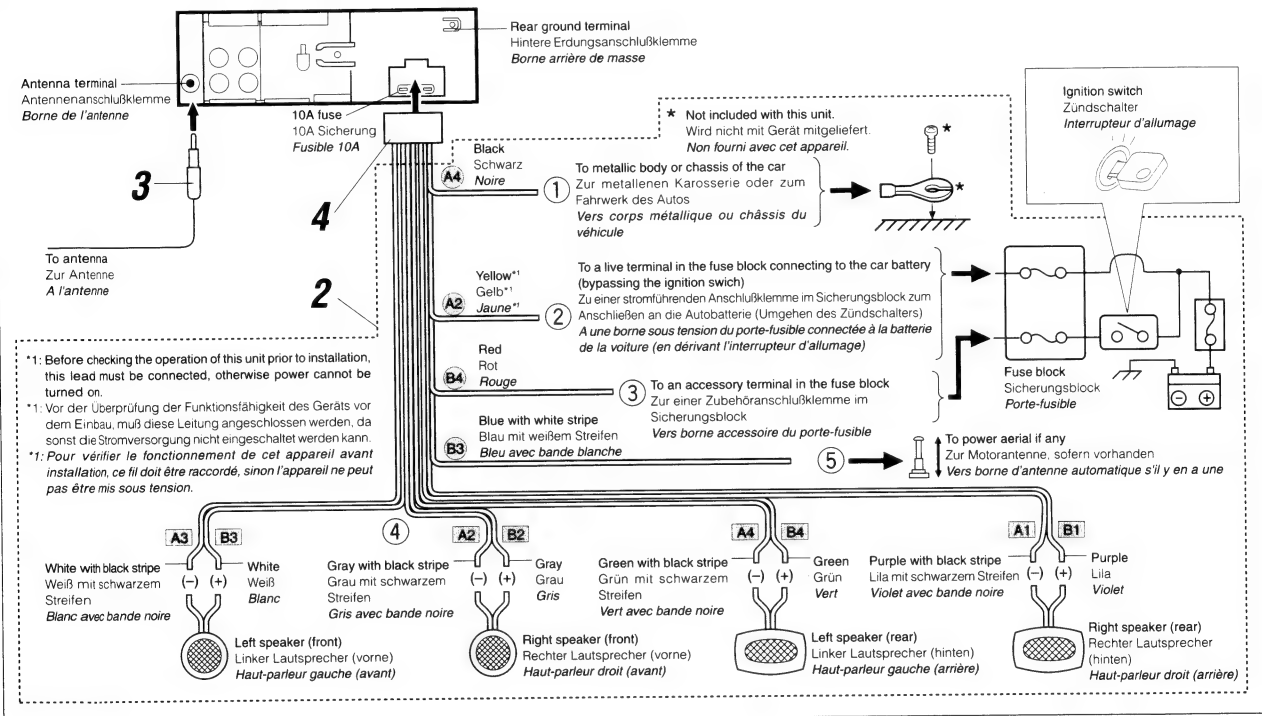 Rear ground terminal
Hintere Erdungsanschlußklemme
Borne arrière de masse
Antenna terminal
Antennenanschlußklemme
Borne de l'antenne
10A fuse
10A Sicherung
Fusible 10A
3
4
2
To antenna
Zur Antenne
A l'antenne
* Not included with this unit.
Wird nicht mit Gerät mitgeliefert.
Non fourni avec cet appareil.
*
*
Ignition switch
Zündschalter
Interrupteur d'allumage
A4
Black
Schwarz
Noire
1
To metallic body or chassis of the car
Zur metallenen Karosserie oder zum
Fahrwerk des Autos
Vers corps métallique ou châssis du
véhicule
A2
Yellow*1
Gelb*1
Jaune*1
2
To a live terminal in the fuse block connecting to the car battery
(bypassing the ignition swich)
Zu einer stromführenden Anschlußklemme im Sicherungsblock zum
Anschließen an die Autobatterie (Umgehen des Zündschalters)
A une borne sous tension du porte-fusible connectée à la batterie
de la voiture (en dérivant l'interrupteur d'allumage)
B4
Red
Rot
Rouge
3
To an accessory terminal in the fuse block
Zur einer Zubehöranschlußklemme im
Sicherungsblock
Vers borne accessoire du porte-fusible
Fuse block
Sicherungsblock
Porte-fusible
B3
Blue with white stripe
Blau mit weißem Streifen
Bleu avec bande blanche
5
To power aerial if any
Zur Motorantenne, sofern vorhanden
Vers borne d'antenne automatique s'il y en a une
*1: Before checking the operation of this unit prior to installation,
this lead must be connected, otherwise power cannot be
turned on.
*1: Vor der Überprüfung der Funktionsfähigkeit des Geräts vor
dem Einbau, muß diese Leitung angeschlossen werden, da
sonst die Stromversorgung nicht eingeschaltet werden kann.
*1: Pour vérifier le fonctionnement de cet appareil avant
installation, ce fil doit être raccordé, sinon l'appareil ne peut
pas être mis sous tension.
4
A3 B3
White with black stripe
Weiß mit schwarzem
Streifen
Blanc avec bande noire
(−) (+)
White
Weiß
Blanc
Left speaker (front)
Linker Lautsprecher (vorne)
Haut-parleur gauche (avant)
A2 B2
Gray with black stripe
Grau mit schwarzem
Streifen
Gris avec bande noire
(−) (+)
Gray
Grau
Gris
Right speaker (front)
Rechter Lautsprecher (vorne)
Haut-parleur droit (avant)
A4 B4
Green with black stripe
Grün mit schwarzem
Streifen
Vert avec bande noire
(−) (+)
Green
Grün
Vert
Left speaker (rear)
Linker Lautsprecher (hinten)
Haut-parleur gauche (arrière)
A1 B1
Purple with black stripe
Lila mit schwarzem Streifen
Violet avec bande noire
(−) (+)
Purple
Lila
Violet
Right speaker (rear)
Rechter Lautsprecher
(hinten)
Haut-parleur droit (arrière)